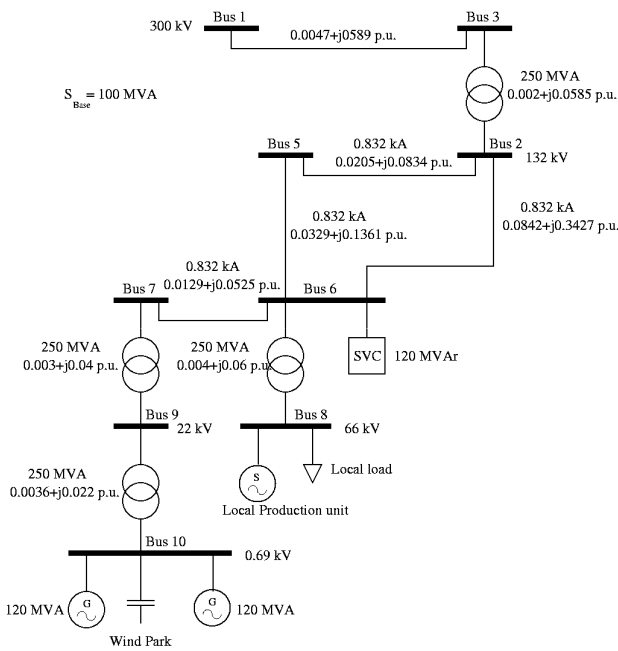 Bus 1
Bus 3
300 kV
0.0047+j0589 p.u.
S Base = 100 MVA
250 MVA
0.002+j0.0585 p.u.
Bus 5
0.832 kA
0.0205+j0.0834 p.u.
Bus 2
132 kV
0.832 kA
0.0329+j0.1361 p.u.
0.832 kA
0.0842+j0.3427 p.u.
Bus 7
0.832 kA
0.0129+j0.0525 p.u.
Bus 6
250 MVA
0.003+j0.04 p.u.
250 MVA
0.004+j0.06 p.u.
SVC
120 MVAr
Bus 9
22 kV
Bus 8
66 kV
250 MVA
0.0036+j0.022 p.u.
S
Local load
Local Production unit
Bus 10
0.69 kV
120 MVA
G
G
120 MVA
Wind Park